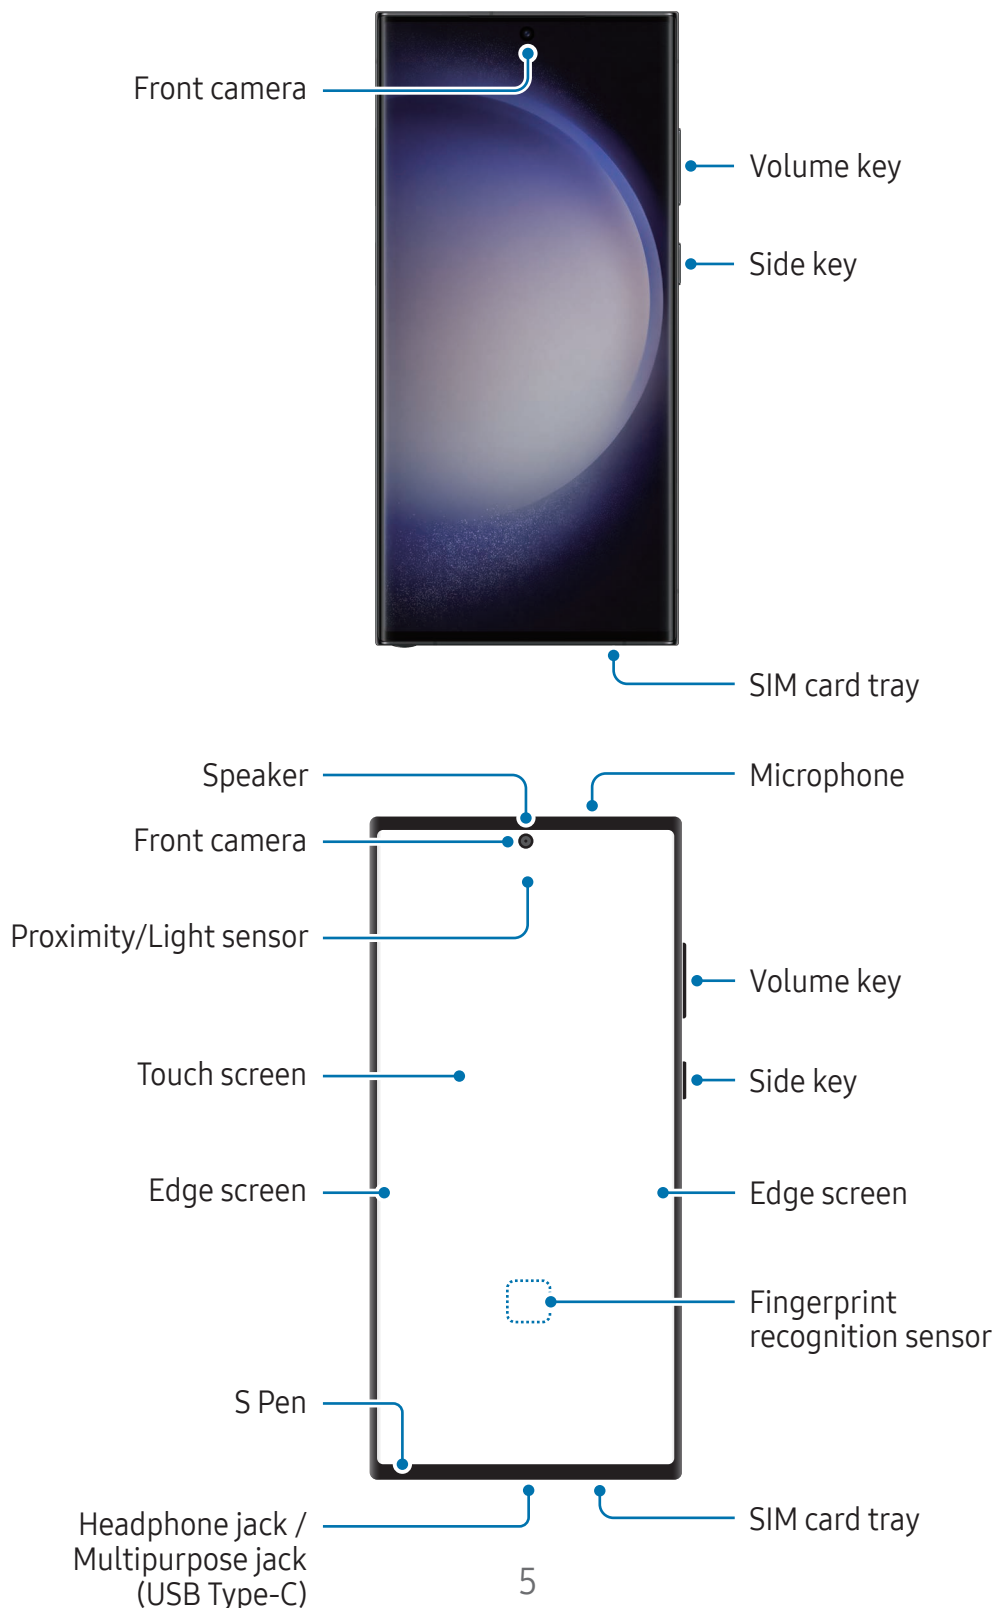 Front camera
Volume key
Side key
SIM card tray
Speaker
Microphone
Front camera
Proximity/Light sensor
Volume key
Touch screen
Side key
Edge screen
Edge screen
Fingerprint
recognition sensor
S Pen
Headphone jack /
Multipurpose jack
(USB Type-C)
SIM card tray
5